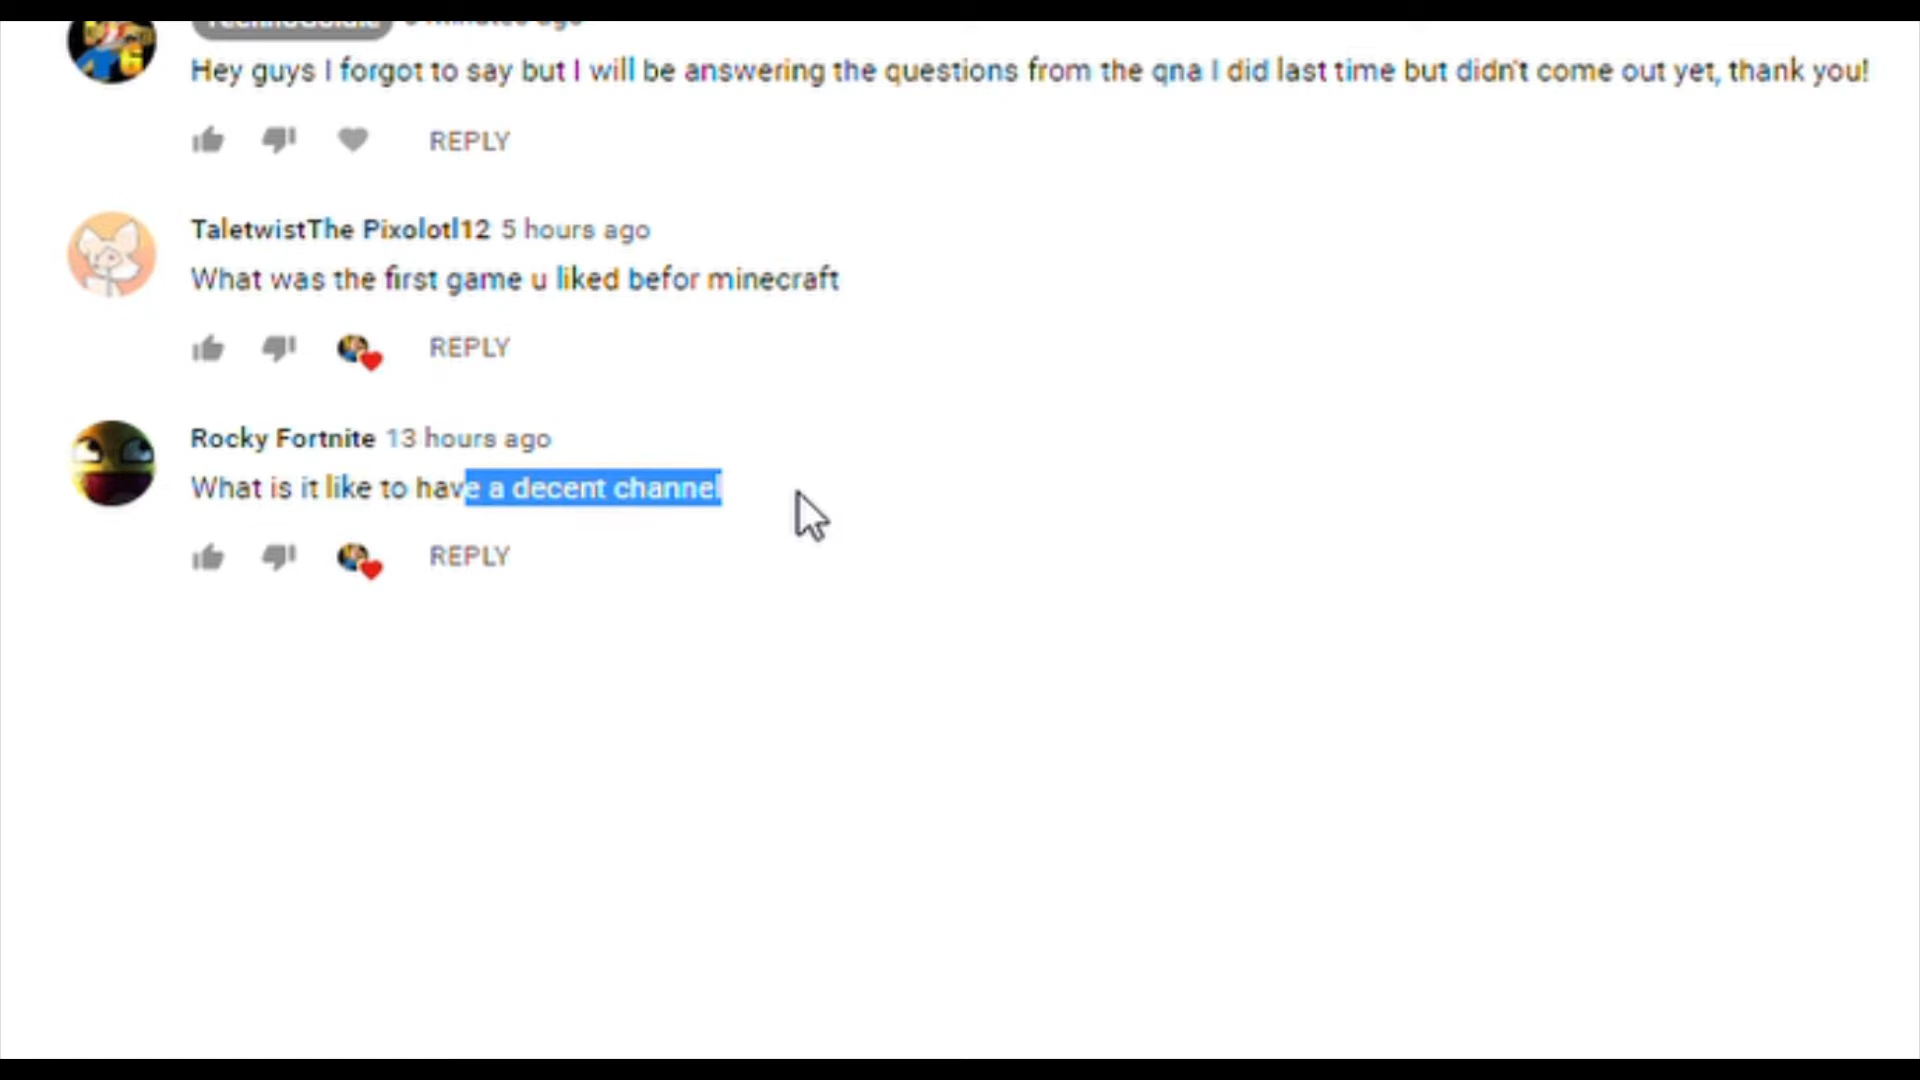 Hey guys I forgot to say but I will be answering the questions from the qna I did last time but didn't come out yet, thank you!
REPLY
TaletwistThe Pixolotl12 5 hours ago
What was the first game u liked befor minecraft
REPLY
Rocky Fortnite 13 hours ago
What is it like to have a decent channel
REPLY